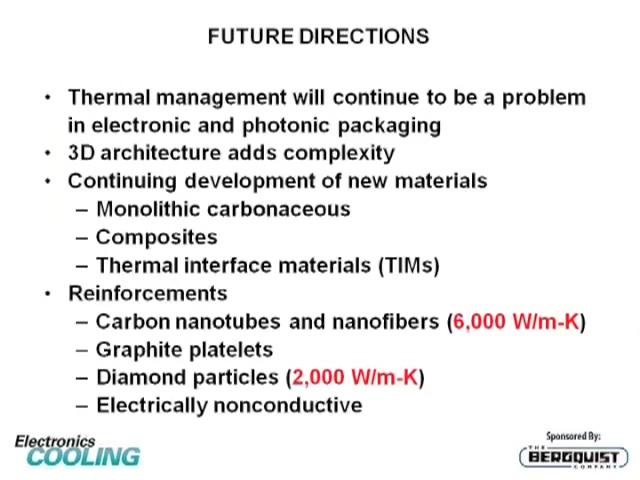 FUTURE DIRECTIONS
• Thermal management will continue to be a problem
in electronic and photonic packaging
• 3D architecture adds complexity
• Continuing development of new materials
– Monolithic carbonaceous
– Composites
– Thermal interface materials (TIMs)
• Reinforcements
– Carbon nanotubes and nanofibers (6,000 W/m-K)
– Graphite platelets
– Diamond particles (2,000 W/m-K)
– Electrically nonconductive
Electronics
COOLING
Sponsored By:
THE
BERGQUIST
COMPANY